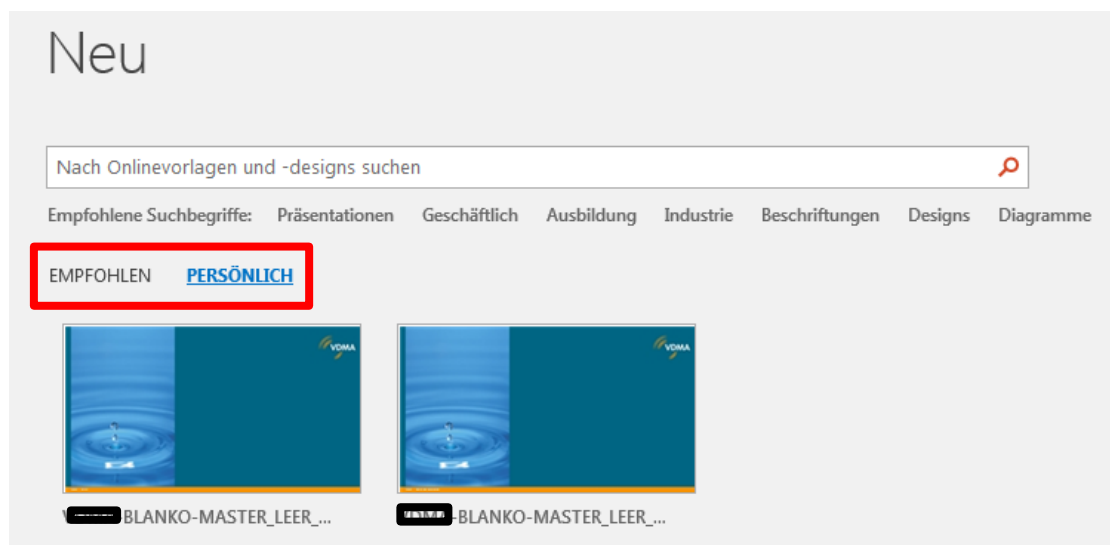 Neu
Nach Onlinevorlagen und -designs suchen
Empfohlene Suchbegriffe: Präsentationen Geschäftlich Ausbildung Industrie Beschriftungen Designs Diagramme
EMPFOHLEN PERSÖNLICH
VDMA VDMA
-BLANKO-MASTER_LEER_... -BLANKO-MASTER_LEER_...